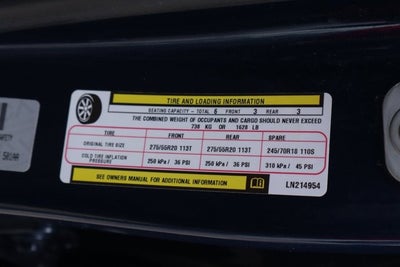 TIRE AND LOADING INFORMATION
SEATING CAPACITY - TOTAL 6 FRONT 3 REAR 3
THE COMBINED WEIGHT OF OCCUPANTS AND CARGO SHOULD NEVER EXCEED
738 KG OR 1628 LB
TIRE FRONT REAR SPARE
ORIGINAL TIRE SIZE 275/55R20 113T 275/55R20 113T 245/70R18 110S
COLD TIRE INFLATION PRESSURE 250 kPa / 36 PSI 250 kPa / 36 PSI 310 kPa / 45 PSI
SEE OWNERS MANUAL FOR ADDITIONAL INFORMATION LN214954